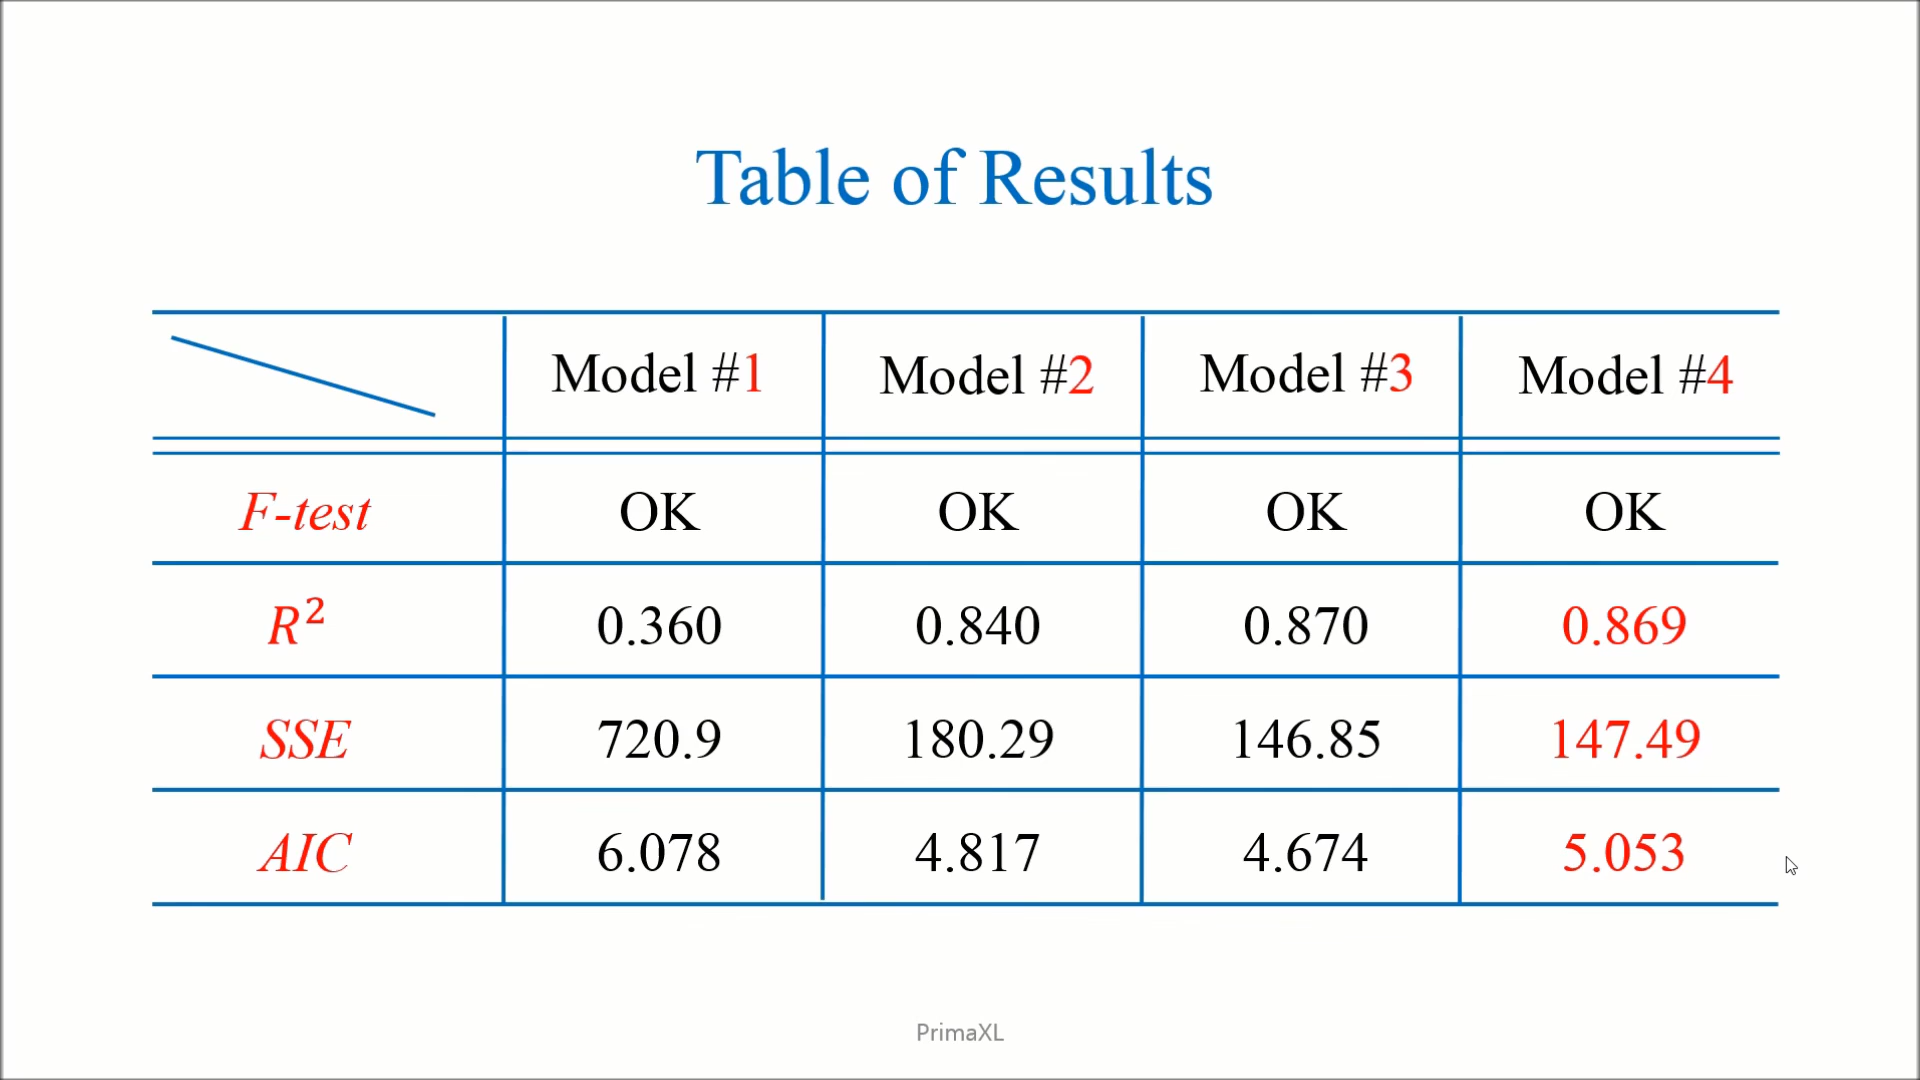 Table of Results
Model #1 Model #2 Model #3 Model #4
F-test OK OK OK OK
R² 0.360 0.840 0.870 0.869
SSE 720.9 180.29 146.85 147.49
AIC 6.078 4.817 4.674 5.053
PrimaXL